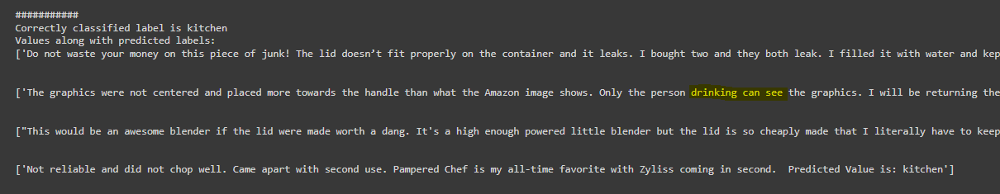 ###########
Correctly classified label is kitchen
Values along with predicted labels:
['Do not waste your money on this piece of junk! The lid doesn’t fit properly on the container and it leaks. I bought two and they both leak. I filled it with water and kep
['The graphics were not centered and placed more towards the handle than what the Amazon image shows. Only the person drinking can see the graphics. I will be returning the
["This would be an awesome blender if the lid were made worth a dang. It's a high enough powered little blender but the lid is so cheaply made that I literally have to keep
['Not reliable and did not chop well. Came apart with second use. Pampered Chef is my all-time favorite with Zyliss coming in second.  Predicted Value is: kitchen']